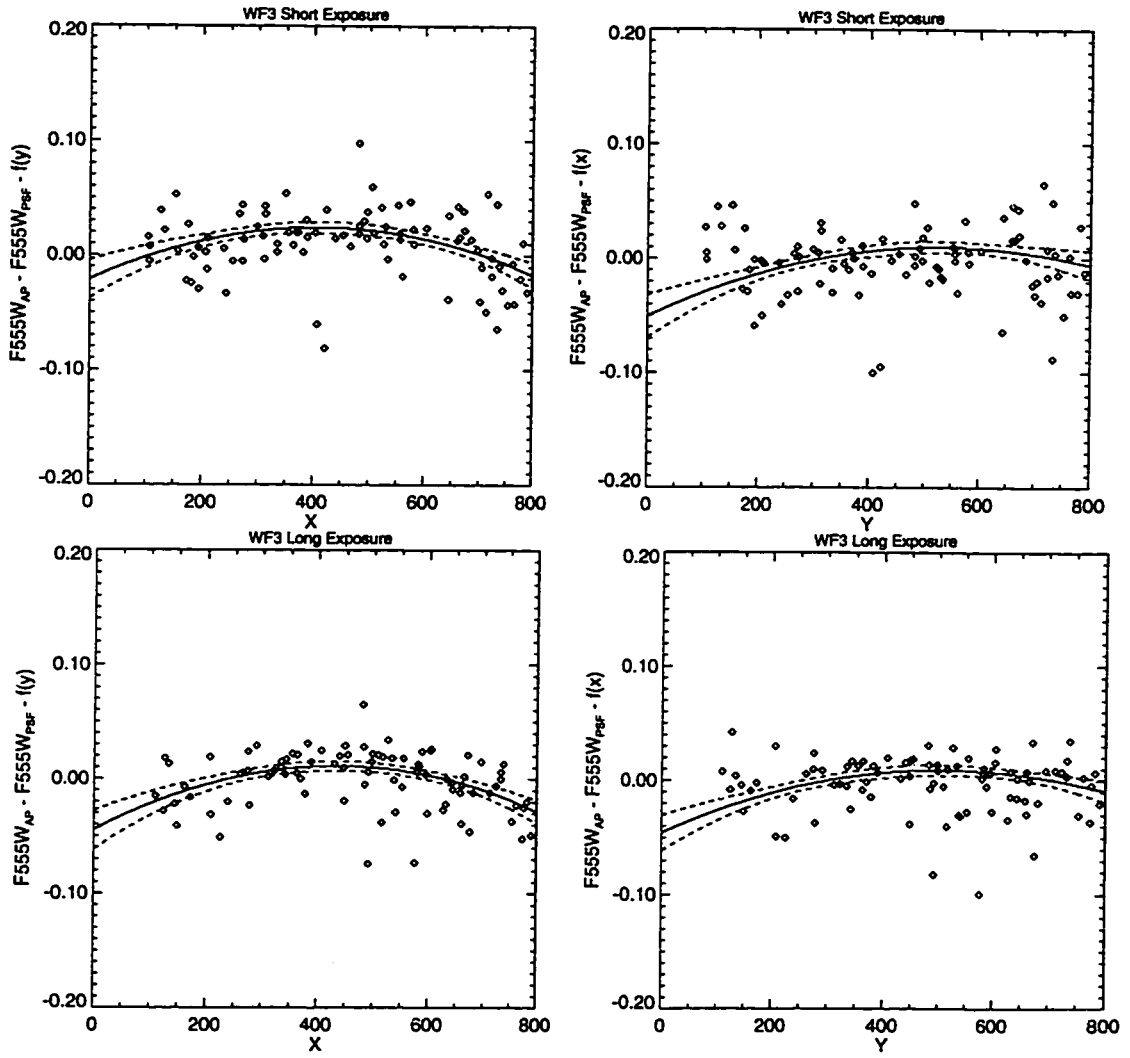 WF3 Short Exposure
0.20
0.10
0.00
-0.10
-0.20
F555W_AP - F555W_PSF - f(y)
0 200 400 600 800
X
WF3 Short Exposure
0.20
0.10
0.00
-0.10
-0.20
F555W_AP - F555W_PSF - f(x)
0 200 400 600 800
Y
WF3 Long Exposure
0.20
0.10
0.00
-0.10
-0.20
F555W_AP - F555W_PSF - f(y)
0 200 400 600 800
X
WF3 Long Exposure
0.20
0.10
0.00
-0.10
-0.20
F555W_AP - F555W_PSF - f(x)
0 200 400 600 800
Y